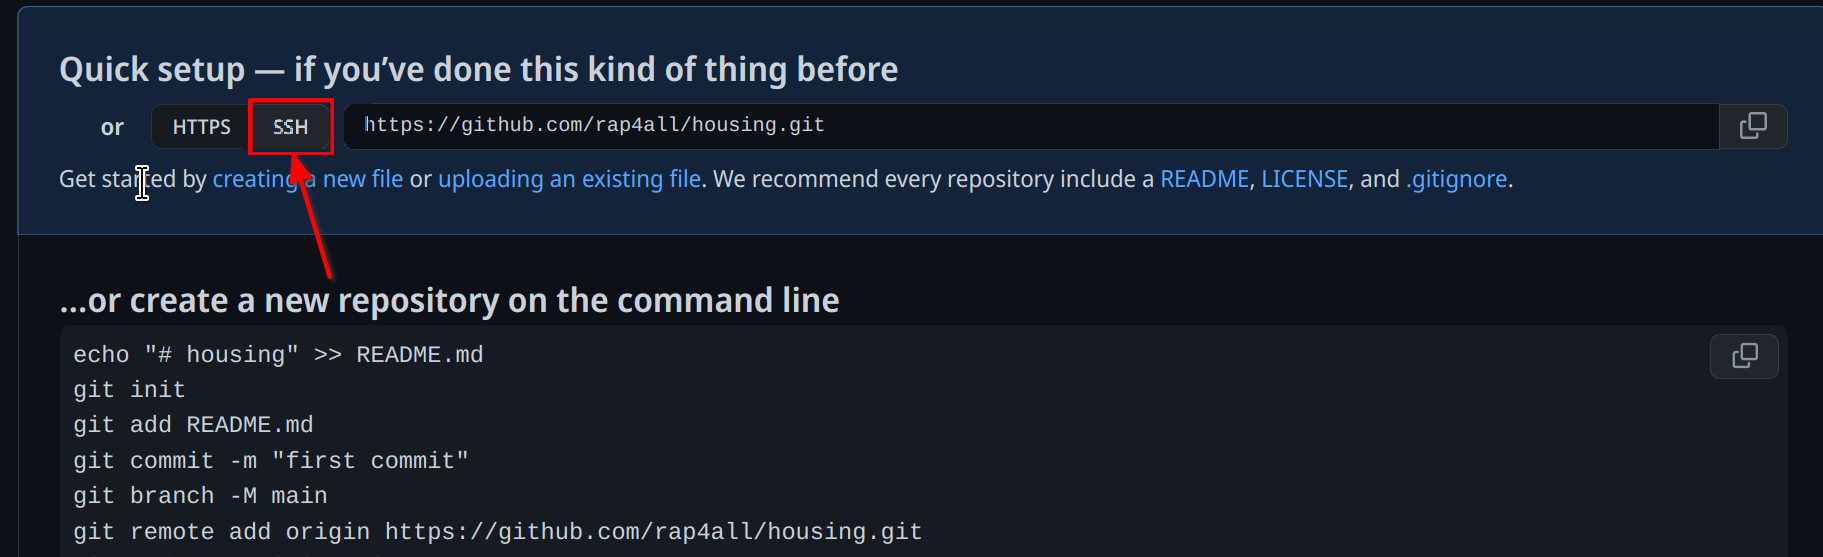 Quick setup — if you’ve done this kind of thing before
or HTTPS SSH https://github.com/rap4all/housing.git
Get started by creating a new file or uploading an existing file. We recommend every repository include a README, LICENSE, and .gitignore.
...or create a new repository on the command line
echo "# housing" >> README.md
git init
git add README.md
git commit -m "first commit"
git branch -M main
git remote add origin https://github.com/rap4all/housing.git